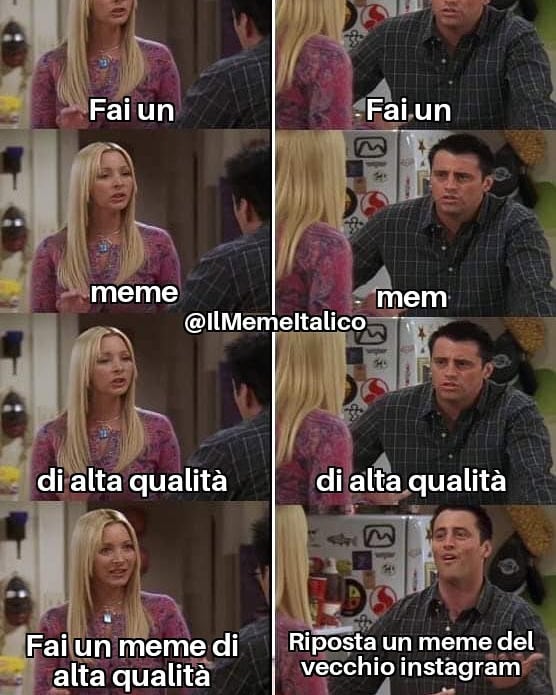 Fai un
Fai un
meme
mem
@IlMemeItalico
di alta qualità
di alta qualità
Fai un meme di
alta qualità
Riposta un meme del
vecchio instagram